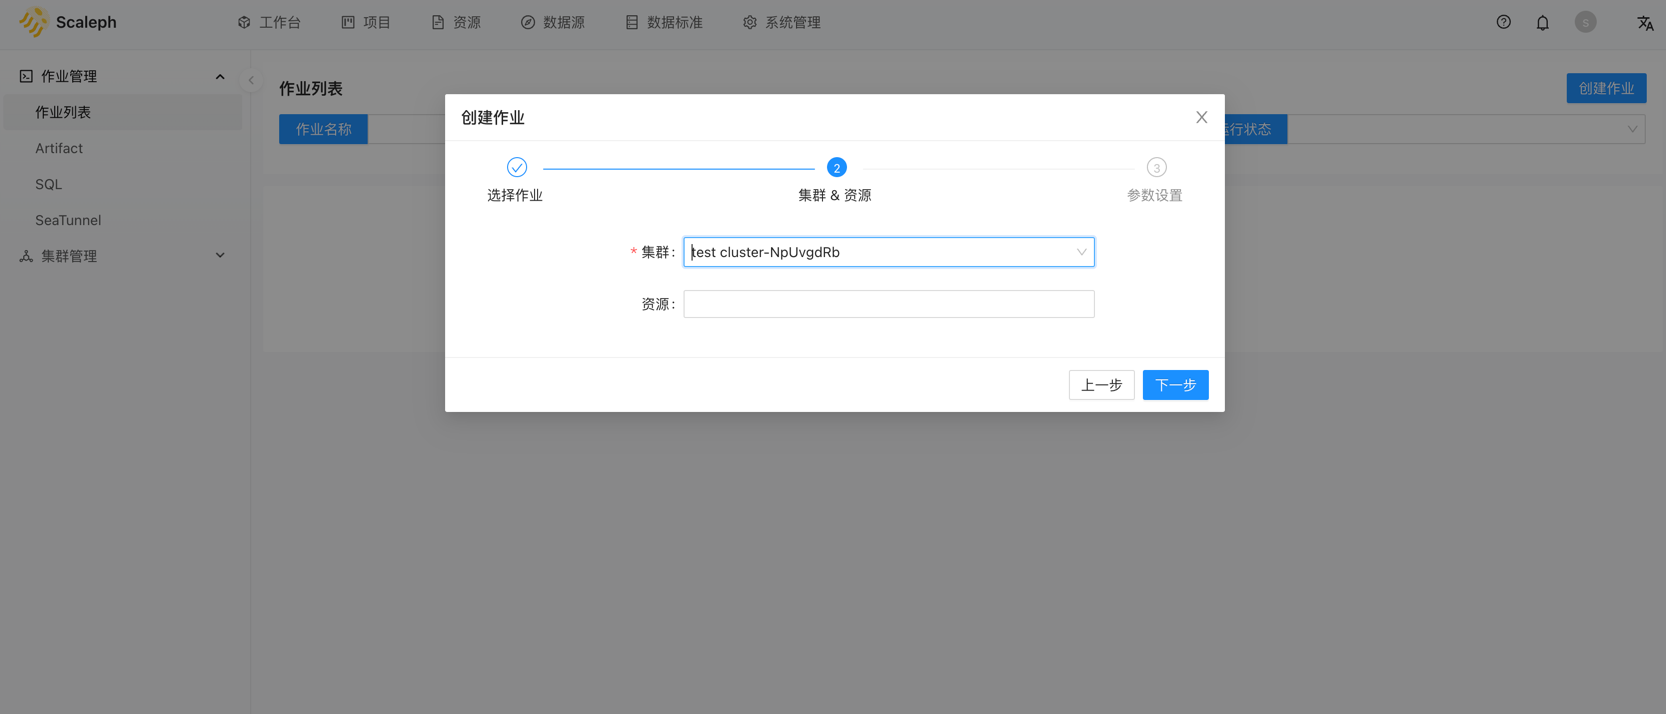 Scaleph
工作台
项目
资源
数据源
数据标准
系统管理
S
作业管理
作业列表
Artifact
SQL
SeaTunnel
集群管理
作业列表
创建作业
作业名称
行状态
创建作业
2
3
选择作业
集群 & 资源
参数设置
* 集群:
test cluster-NpUvgdRb
资源:
上一步
下一步